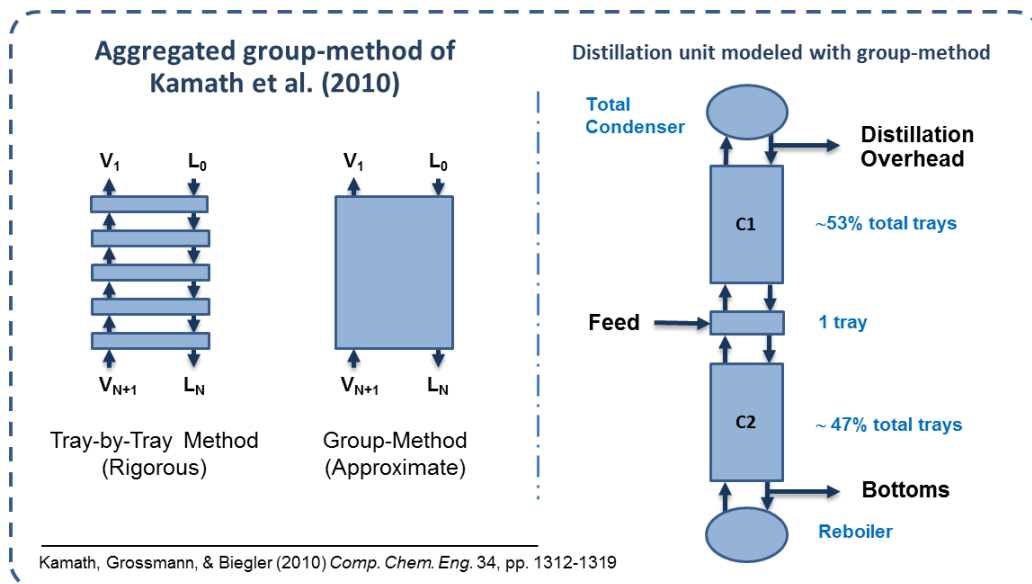 Aggregated group-method of
Kamath et al. (2010)
V1
L0
V1
L0
VN+1
LN
VN+1
LN
Tray-by-Tray Method
(Rigorous)
Group-Method
(Approximate)
Kamath, Grossmann, & Biegler (2010) Comp. Chem. Eng. 34, pp. 1312-1319
Distillation unit modeled with group-method
Total
Condenser
Distillation
Overhead
C1
~53% total trays
Feed
1 tray
C2
~ 47% total trays
Bottoms
Reboiler